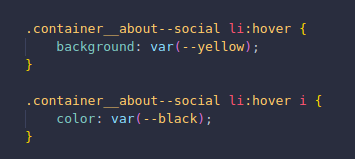 .container__about--social li:hover {
    background: var(--yellow);
}

.container__about--social li:hover i {
    color: var(--black);
}